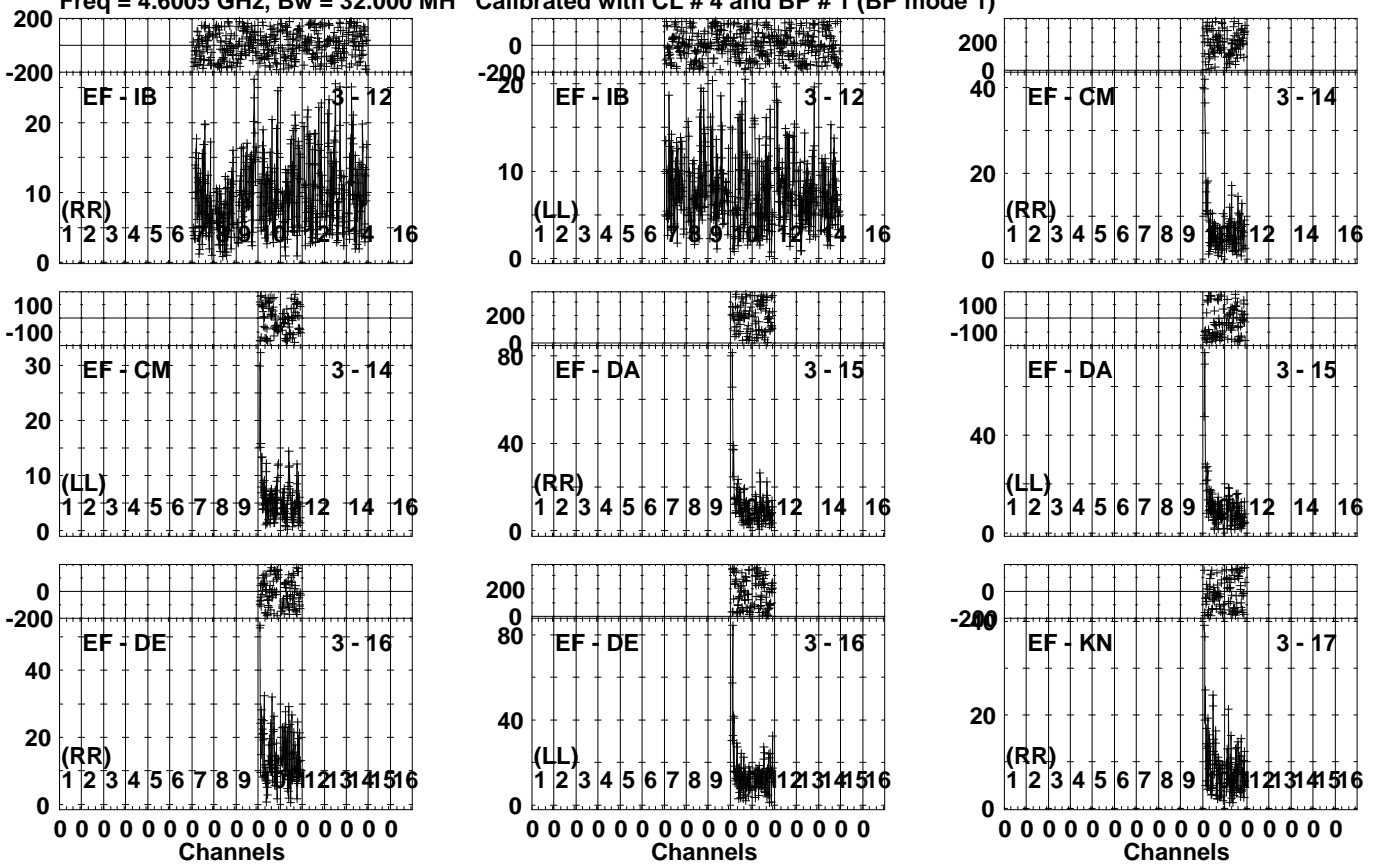 Freq = 4.6005 GHz, Bw = 32.000 MH Calibrated with CL # 4 and BP # 1 (BP mode 1)
200
-200
EF - IB 3 - 12
20
10
0
(RR)
1 2 3 4 5 6 7 8 9 10 12 14 16
0
-200
20
EF - IB 3 - 12
10
0
(LL)
1 2 3 4 5 6 7 8 9 10 12 14 16
200
0
40
EF - CM 3 - 14
20
0
(RR)
1 2 3 4 5 6 7 8 9 12 14 16
100
-100
30
EF - CM 3 - 14
20
10
0
(LL)
1 2 3 4 5 6 7 8 9 12 14 16
200
0
80
EF - DA 3 - 15
40
0
(RR)
1 2 3 4 5 6 7 8 9 12 14 16
100
-100
EF - DA 3 - 15
40
0
(LL)
1 2 3 4 5 6 7 8 9 12 14 16
0
-200
EF - DE 3 - 16
40
20
0
(RR)
1 2 3 4 5 6 7 8 9 10 12 13 14 15 16
0 0 0 0 0 0 0 0 0 0 0 0 0 0 0 0
Channels
200
0
80
EF - DE 3 - 16
40
0
(LL)
1 2 3 4 5 6 7 8 9 12 13 14 15 16
0 0 0 0 0 0 0 0 0 0 0 0 0 0 0 0
Channels
0
-200
40
EF - KN 3 - 17
20
0
(RR)
1 2 3 4 5 6 7 8 9 12 13 14 15 16
0 0 0 0 0 0 0 0 0 0 0 0 0 0 0 0
Channels